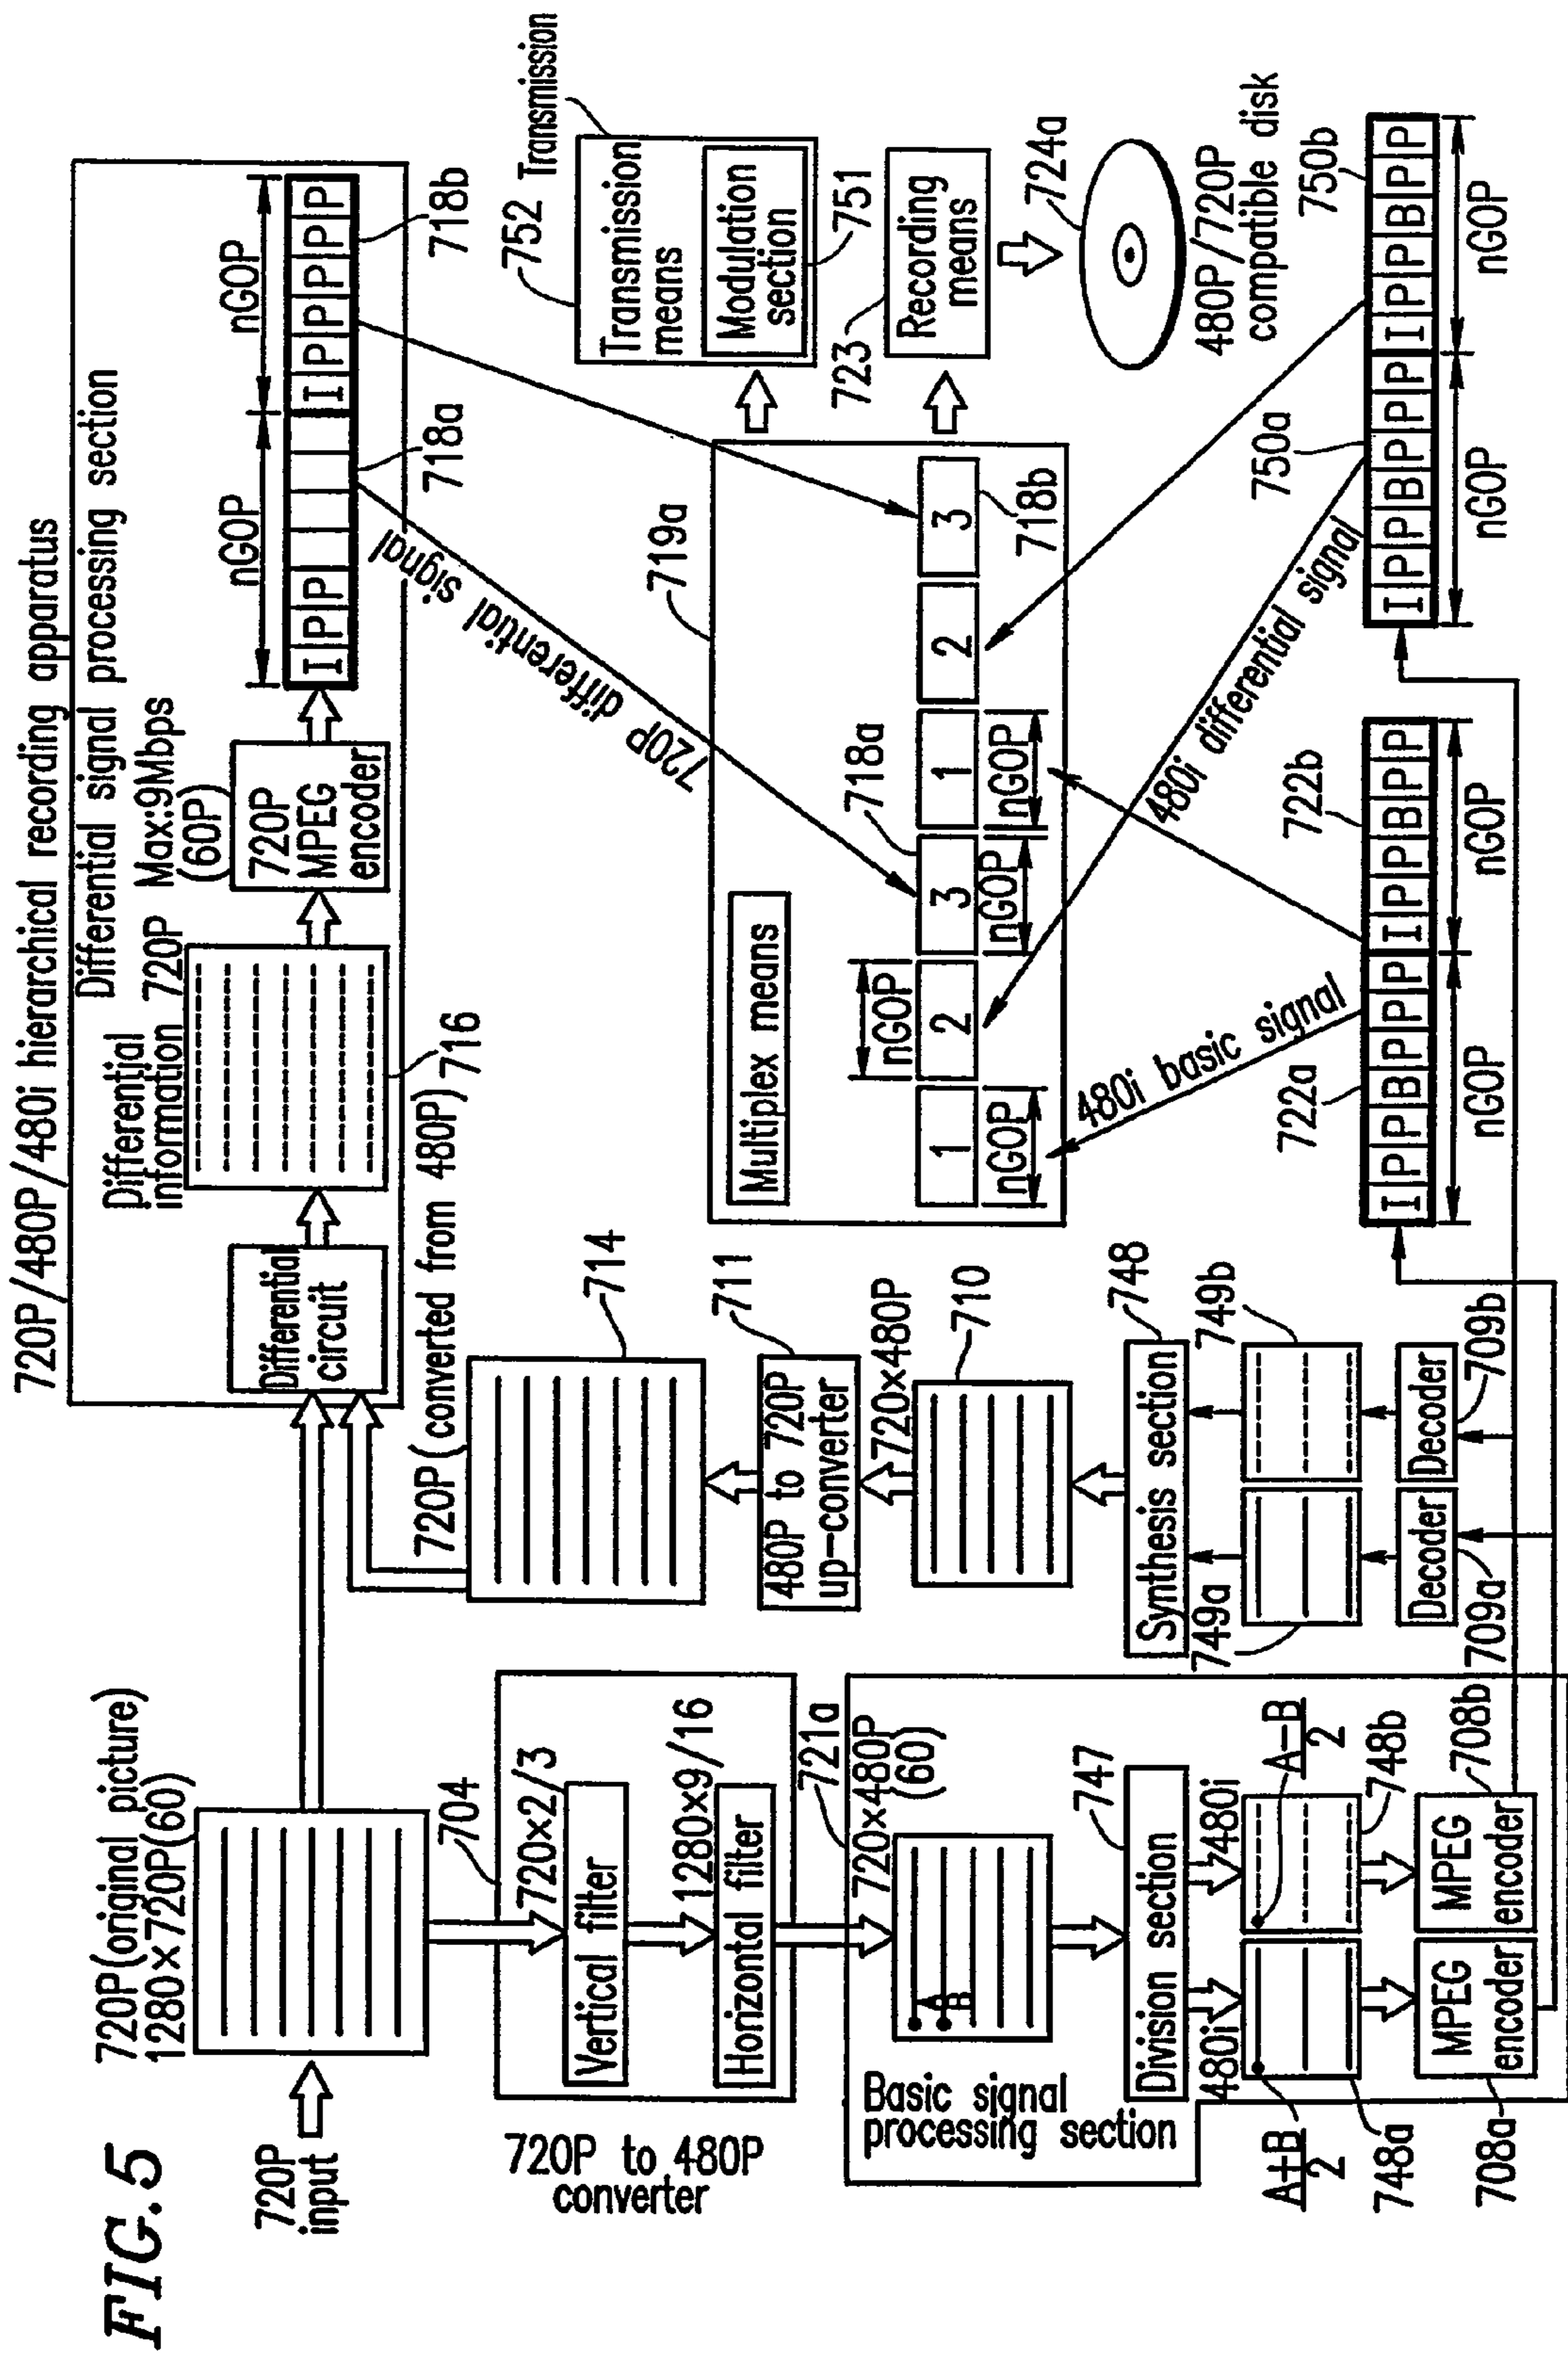 FIG.5
720P/480P/480i hierarchical recording apparatus
720P
input
720P(original picture)
1280×720P(60)
Differential signal processing section
Differential
circuit
Differential
information 720P
716
Max:9Mbps
(60P)
720P
MPEG
encoder
nGOP
nGOP
I P P
I P P P P P
718a
718b
720P differential signal
720P to 480P
converter
704
720×2/3
Vertical filter
1280×9/16
Horizontal filter
720P(converted from 480P)
714
711
480P to 720P
up-converter
720×480P
710
748
Synthesis section
749a
749b
Decoder
Decoder
709a
709b
721a
720×480P
(60)
Basic signal
processing section
A
B
747
Division section
480i
480i
A+B
2
A-B
2
748a
748b
MPEG
encoder
MPEG
encoder
708a
708b
719a
Multiplex means
1
2
3
1
2
3
nGOP
nGOP
nGOP
nGOP
718a
718b
480i basic signal
480i differential signal
752
Transmission
Transmission
means
Modulation
section
751
723
Recording
means
724a
480P/720P
compatible disk
722a
722b
I P P B P P P I P P B P P
nGOP
nGOP
750a
750b
I P P B P P P I P P B P P
nGOP
nGOP